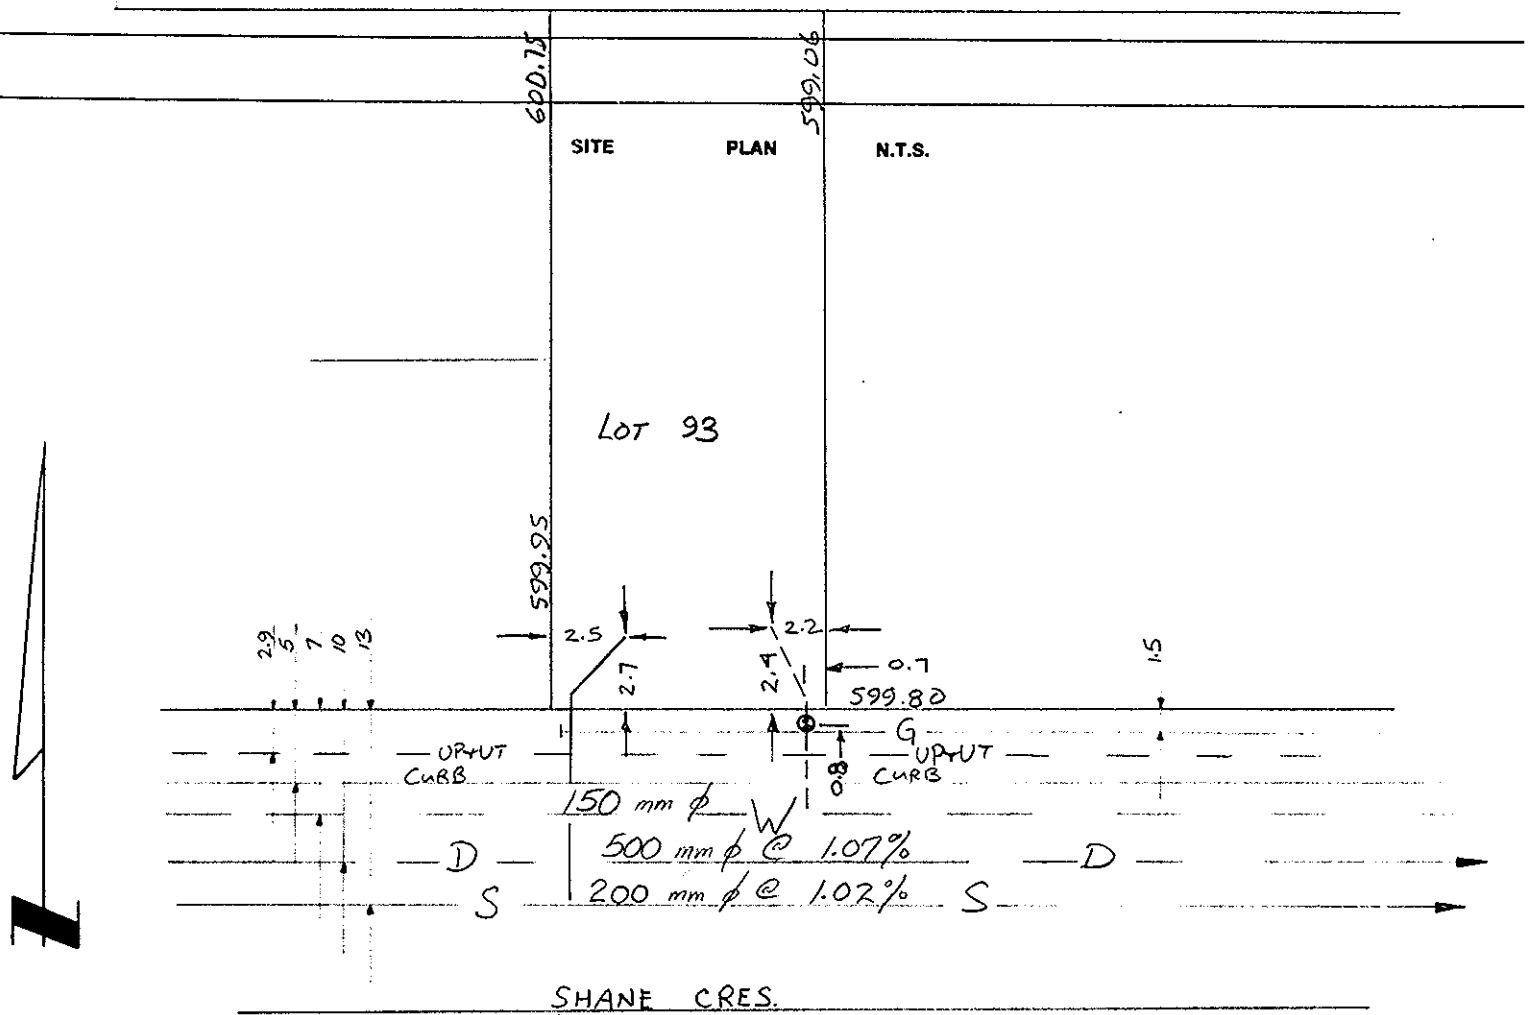 600.75
599.06
SITE PLAN N.T.S.
LOT 93
599.95
2.9
5
7
10
13
2.5
2.7
2.2
2.4
0.7
599.80
1.5
G
UP+UT
UP+UT
CURB
CURB
0.8
150 mm ϕ W
D 500 mm ϕ @ 1.07% D
S 200 mm ϕ @ 1.02% S
SHANE CRES.